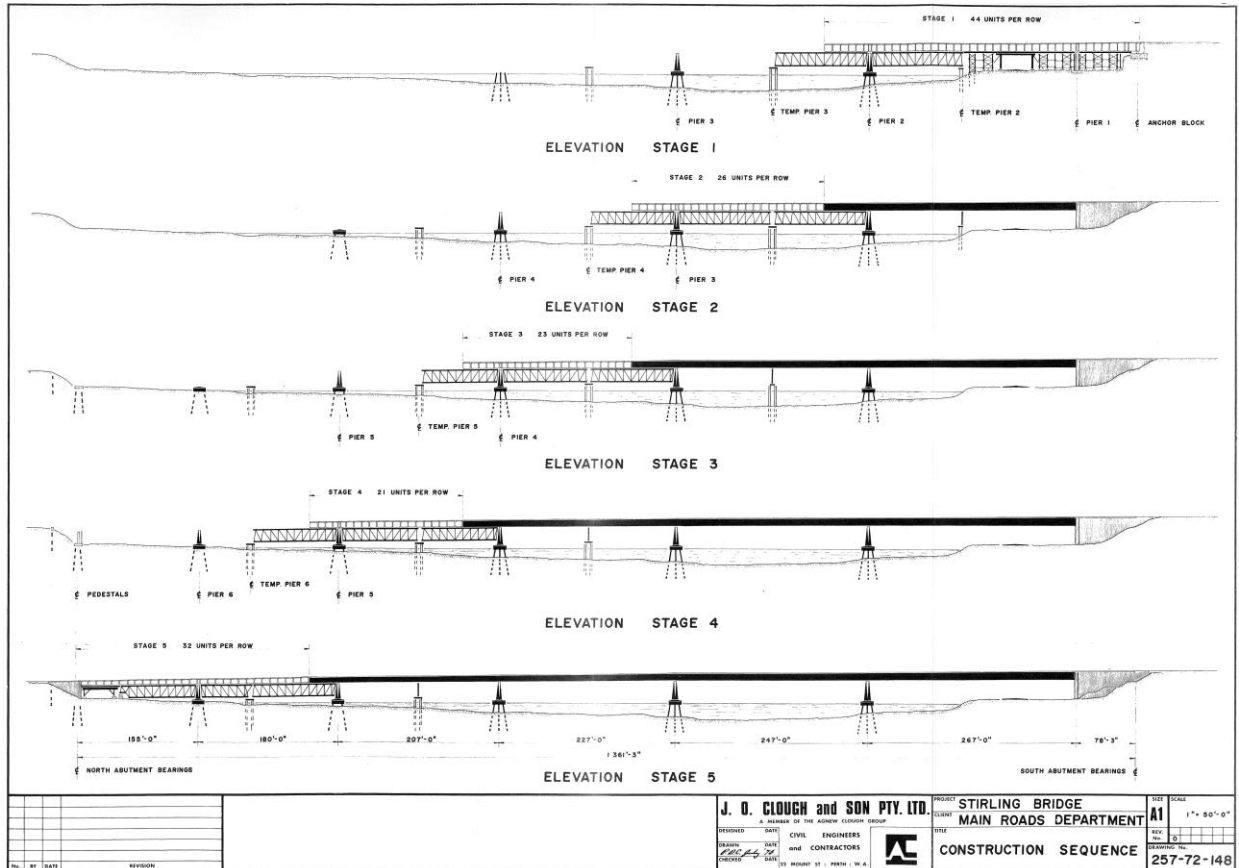 STAGE 1 44 UNITS PER ROW
℄ PIER 3
℄ TEMP. PIER 3
℄ PIER 2
℄ TEMP. PIER 2
℄ PIER 1
℄ ANCHOR BLOCK
ELEVATION STAGE 1
STAGE 2 26 UNITS PER ROW
℄ PIER 4
℄ TEMP. PIER 4
℄ PIER 3
ELEVATION STAGE 2
STAGE 3 23 UNITS PER ROW
℄ PIER 5
℄ TEMP. PIER 5
℄ PIER 4
ELEVATION STAGE 3
STAGE 4 21 UNITS PER ROW
℄ PEDESTALS
℄ PIER 6
℄ TEMP. PIER 6
℄ PIER 5
ELEVATION STAGE 4
STAGE 5 32 UNITS PER ROW
155'-0" 180'-0" 207'-0" 227'-0" 247'-0" 267'-0" 78'-3"
1 361'-3"
℄ NORTH ABUTMENT BEARINGS
SOUTH ABUTMENT BEARINGS
ELEVATION STAGE 5
No. BY DATE REVISION
J. O. CLOUGH and SON PTY. LTD.
A MEMBER OF THE AGNEW CLOUGH GROUP
DESIGNED DATE
DRAWN DATE
CHECKED DATE
CIVIL ENGINEERS
and CONTRACTORS
22 MOUNT ST : PERTH : W. A.
AC
PROJECT STIRLING BRIDGE
CLIENT MAIN ROADS DEPARTMENT
TITLE
CONSTRUCTION SEQUENCE
SIZE A1
SCALE 1" = 50'-0"
REV. No. 0
DRAWING No.
257-72-148